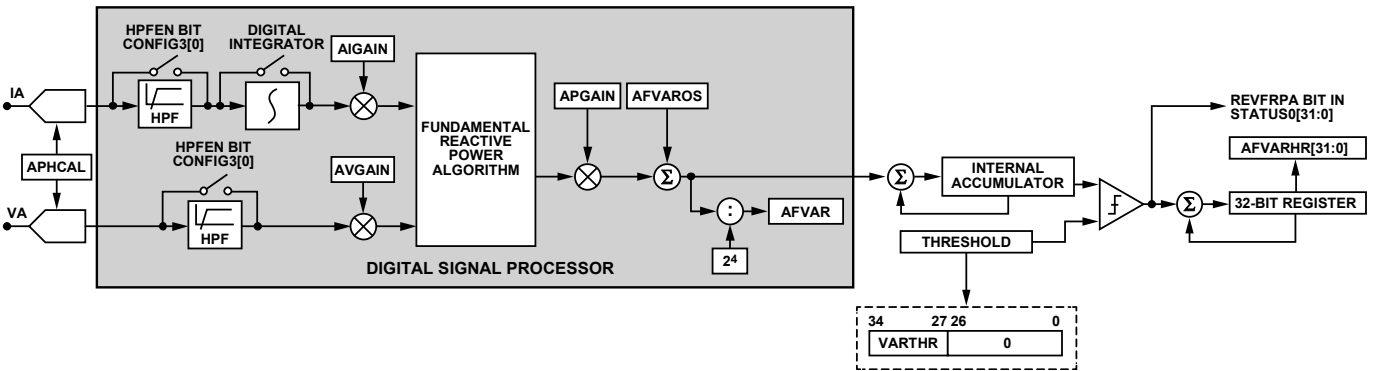 HPFEN BIT
CONFIG3[0]
DIGITAL
INTEGRATOR
AIGAIN
IA
HPF
APGAIN
AFVAROS
REVFRPA BIT IN
STATUS0[31:0]
HPFEN BIT
CONFIG3[0]
FUNDAMENTAL
REACTIVE
POWER
ALGORITHM
AFVARHR[31:0]
APHCAL
AVGAIN
Σ
Σ
INTERNAL
ACCUMULATOR
Σ
32-BIT REGISTER
VA
HPF
:
AFVAR
THRESHOLD
2⁴
DIGITAL SIGNAL PROCESSOR
34 27 26 0
VARTHR 0